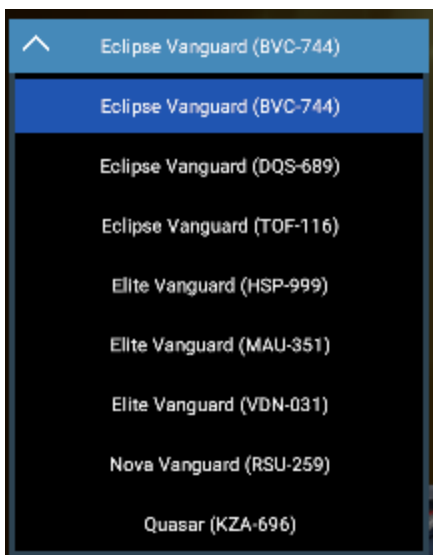 Eclipse Vanguard (BVC-744)
Eclipse Vanguard (BVC-744)
Eclipse Vanguard (DQS-689)
Eclipse Vanguard (TOF-116)
Elite Vanguard (HSP-999)
Elite Vanguard (MAU-351)
Elite Vanguard (VDN-031)
Nova Vanguard (RSU-259)
Quasar (KZA-696)